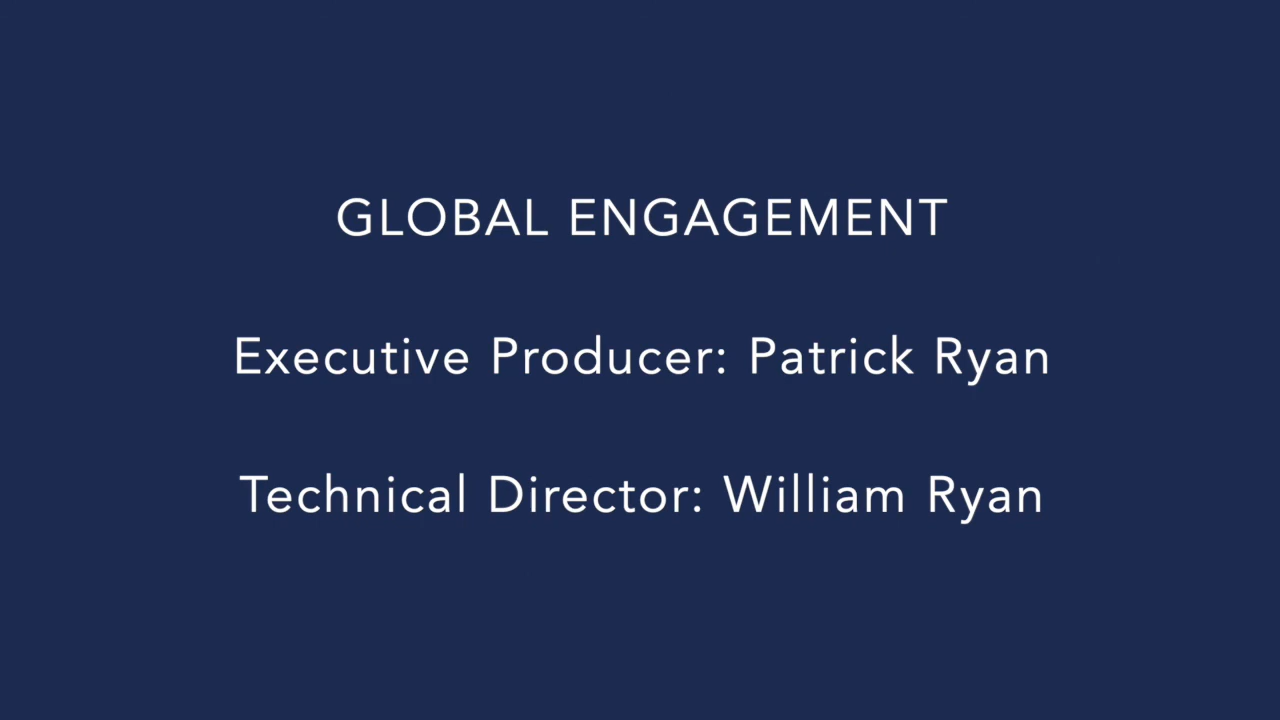 GLOBAL ENGAGEMENT
Executive Producer: Patrick Ryan
Technical Director: William Ryan